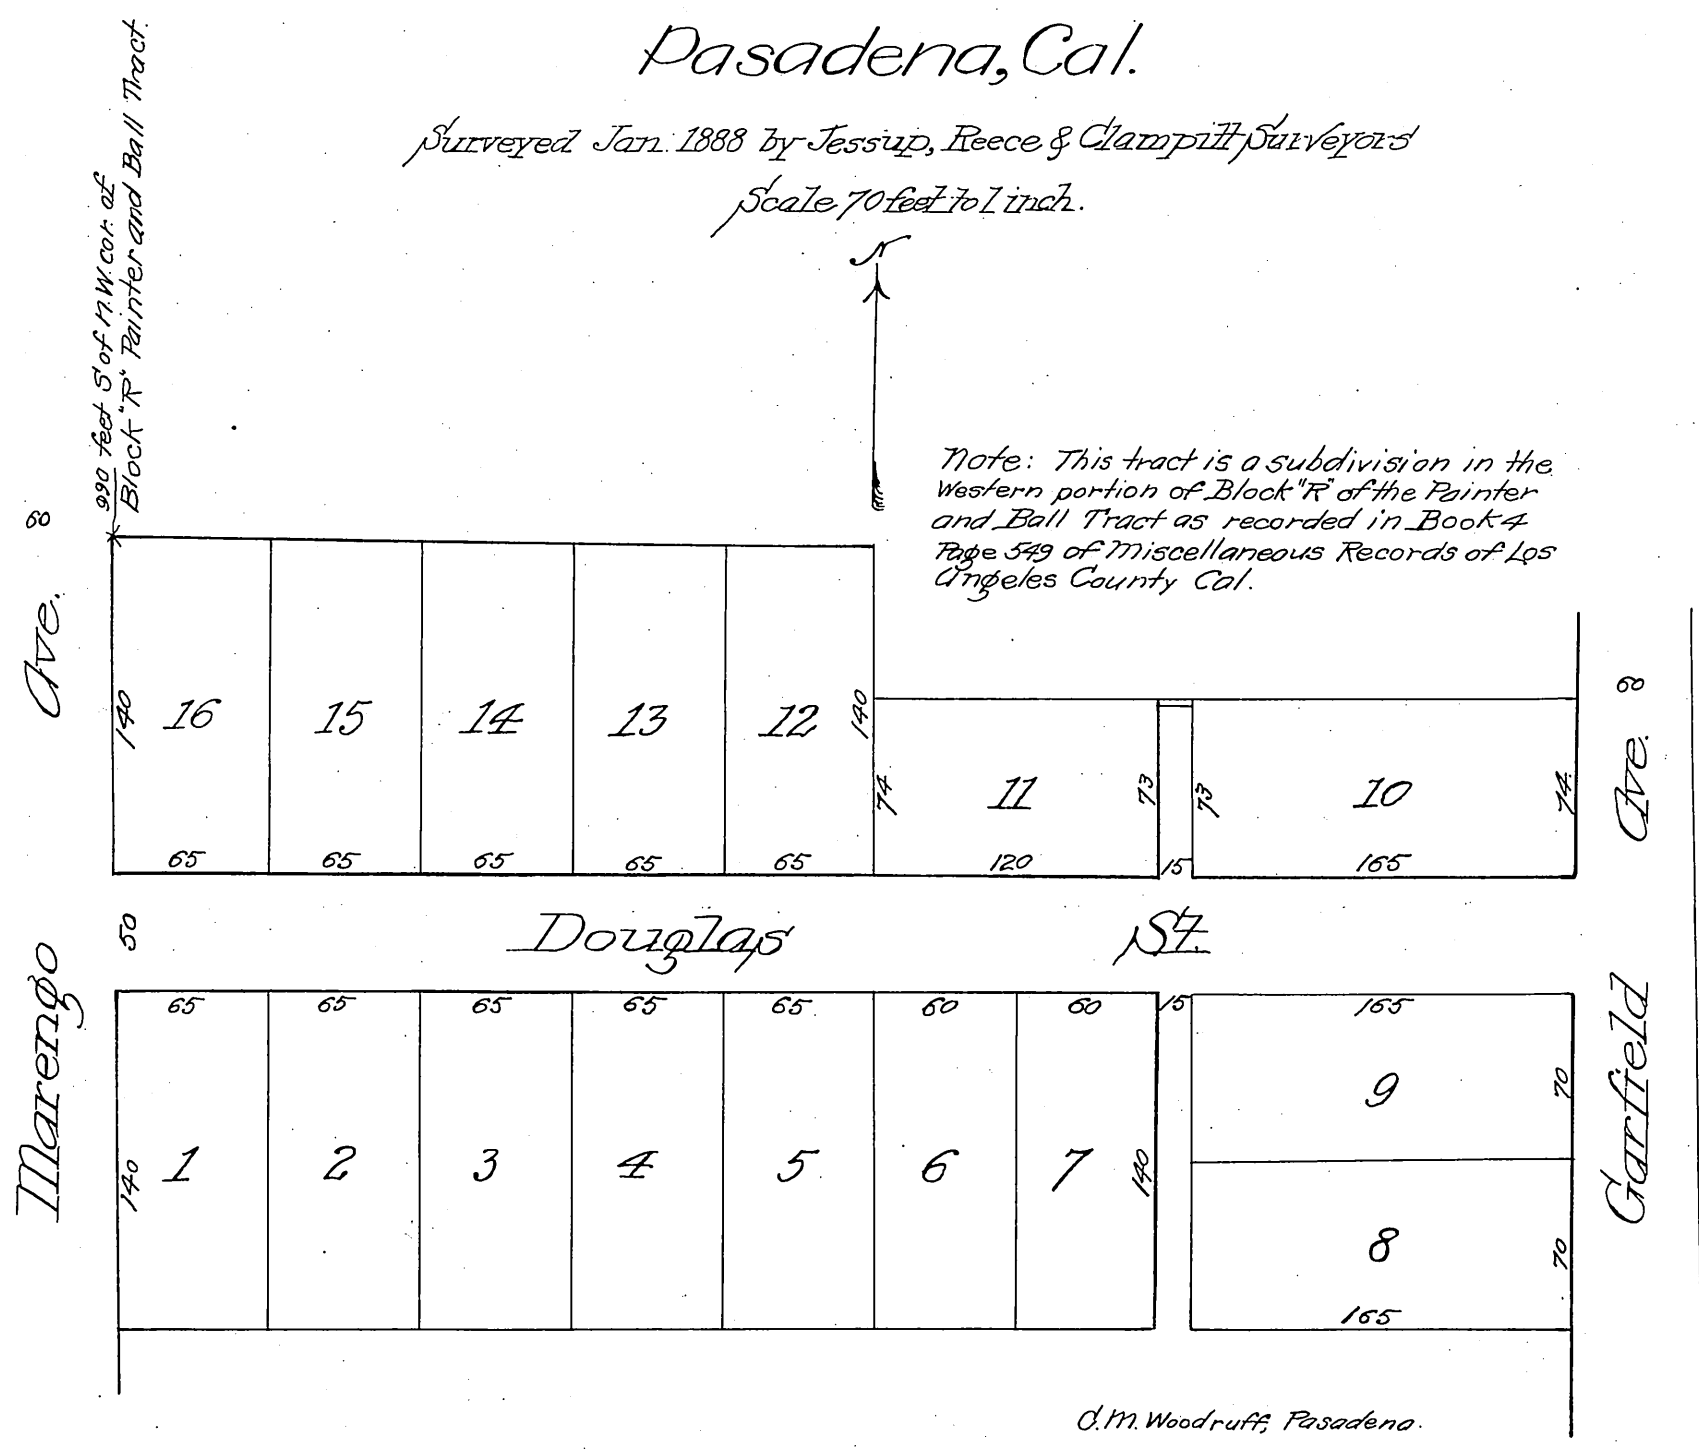 Pasadena, Cal.
Surveyed Jan. 1888 by Jessup, Reece & Clampitt Surveyors
Scale 70 feet to 1 inch.
N
990 feet S of N.W. cor. of
Block "R" Painter and Ball Tract.
Note: This tract is a subdivision in the
Western portion of Block "R" of the Painter
and Ball Tract as recorded in Book 4
Page 549 of Miscellaneous Records of Los
Angeles County Cal.
60
Marengo Ave.
140 16 65
15 65
14 65
13 65
12 65 140
74 11 73 120
15
73 10 74 165
60
Garfield Ave.
50
Douglas St.
65 140 1
65 2
65 3
65 4
65 5
60 6
60 7 140
15
165 9 70
8 70 165
C.M. Woodruff, Pasadena.